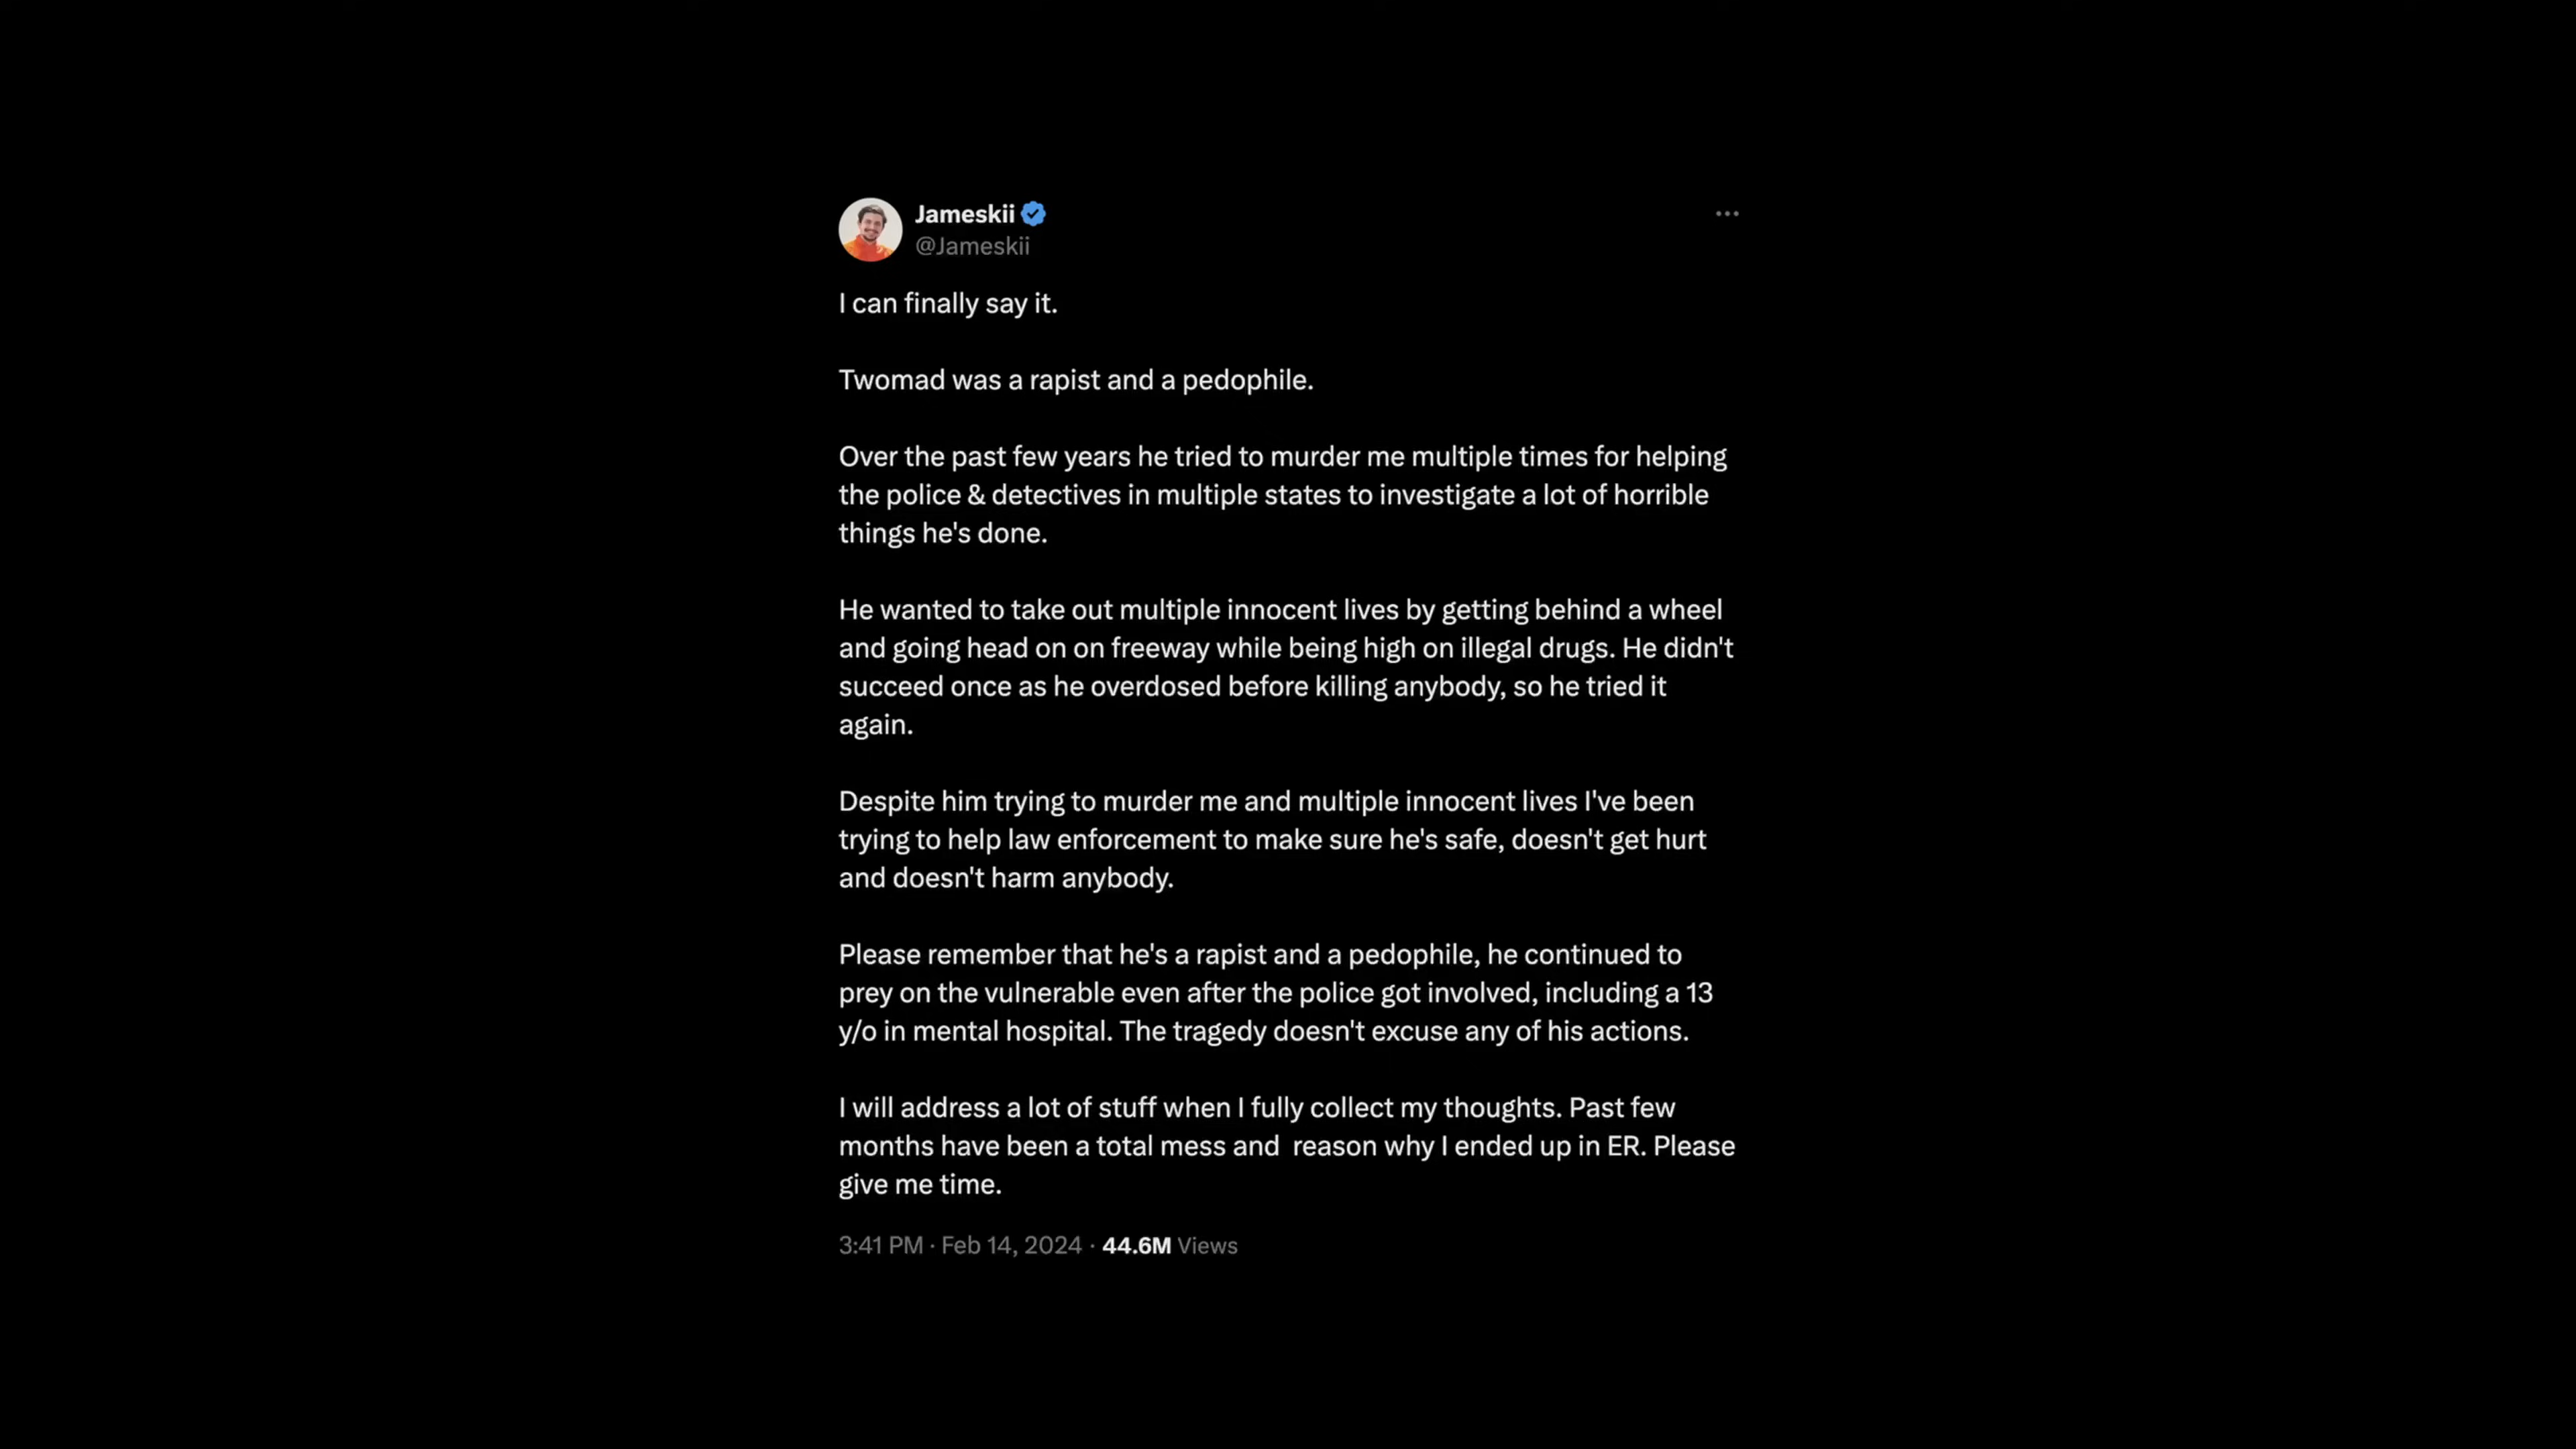 Jameskii
@Jameskii
I can finally say it.
Twomad was a rapist and a pedophile.
Over the past few years he tried to murder me multiple times for helping
the police & detectives in multiple states to investigate a lot of horrible
things he's done.
He wanted to take out multiple innocent lives by getting behind a wheel
and going head on on freeway while being high on illegal drugs. He didn't
succeed once as he overdosed before killing anybody, so he tried it
again.
Despite him trying to murder me and multiple innocent lives I've been
trying to help law enforcement to make sure he's safe, doesn't get hurt
and doesn't harm anybody.
Please remember that he's a rapist and a pedophile, he continued to
prey on the vulnerable even after the police got involved, including a 13
y/o in mental hospital. The tragedy doesn't excuse any of his actions.
I will address a lot of stuff when I fully collect my thoughts. Past few
months have been a total mess and  reason why I ended up in ER. Please
give me time.
3:41 PM · Feb 14, 2024 · 44.6M Views